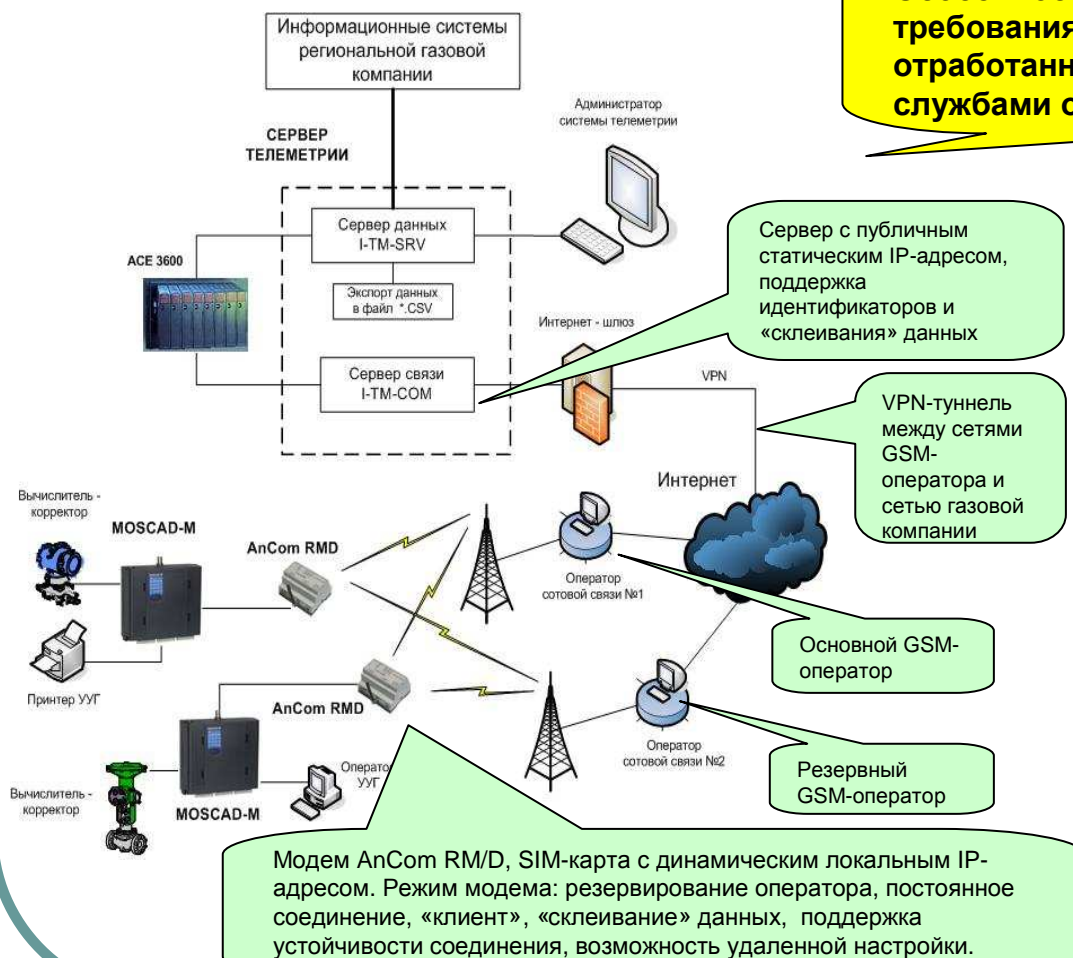 Информационные системы
региональной газовой
компании
требования
службами
Администратор
системы телеметрии
СЕРВЕР
ТЕЛЕМЕТРИИ
Сервер данных
I-TM-SRV
ACE 3600
Экспорт данных
в файл *.CSV
Интернет - шлюз
Сервер связи
I-TM-COM
VPN
Сервер с публичным
статическим IP-адресом,
поддержка
идентификаторов и
«склеивания» данных
VPN-туннель
между сетями
GSM-
оператора и
сетью газовой
компании
Интернет
Вычислитель -
корректор
MOSCAD-M
AnCom RMD
Оператор
сотовой связи №1
Основной GSM-
оператор
Принтер УУГ
AnCom RMD
Оператор
сотовой связи №2
Резервный
GSM-оператор
Вычислитель -
корректор
MOSCAD-M
Оператор
УУГ
Модем AnCom RM/D, SIM-карта с динамическим локальным IP-
адресом. Режим модема: резервирование оператора, постоянное
соединение, «клиент», «склеивание» данных, поддержка
устойчивости соединения, возможность удаленной настройки.